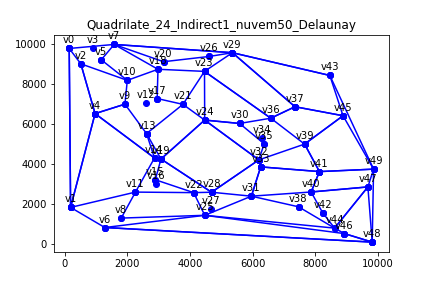 Quadrilate_24_Indirect1_nuvem50_Delaunay
v0 v3 v7
v2 v5 v20 v26 v29
v10 v11 v23 v43
v9 v12 v17 v21 v37
v4 v13 v24 v30 v36 v45
v34
v35
v14 v19 v32 v39
v15 v33 v41 v49
v16
v1 v11 v22 v28 v31 v40 v47
v27 v38
v6 v8 v25 v42
v44
v46 v48
10000
8000
6000
4000
2000
0
0 2000 4000 6000 8000 10000